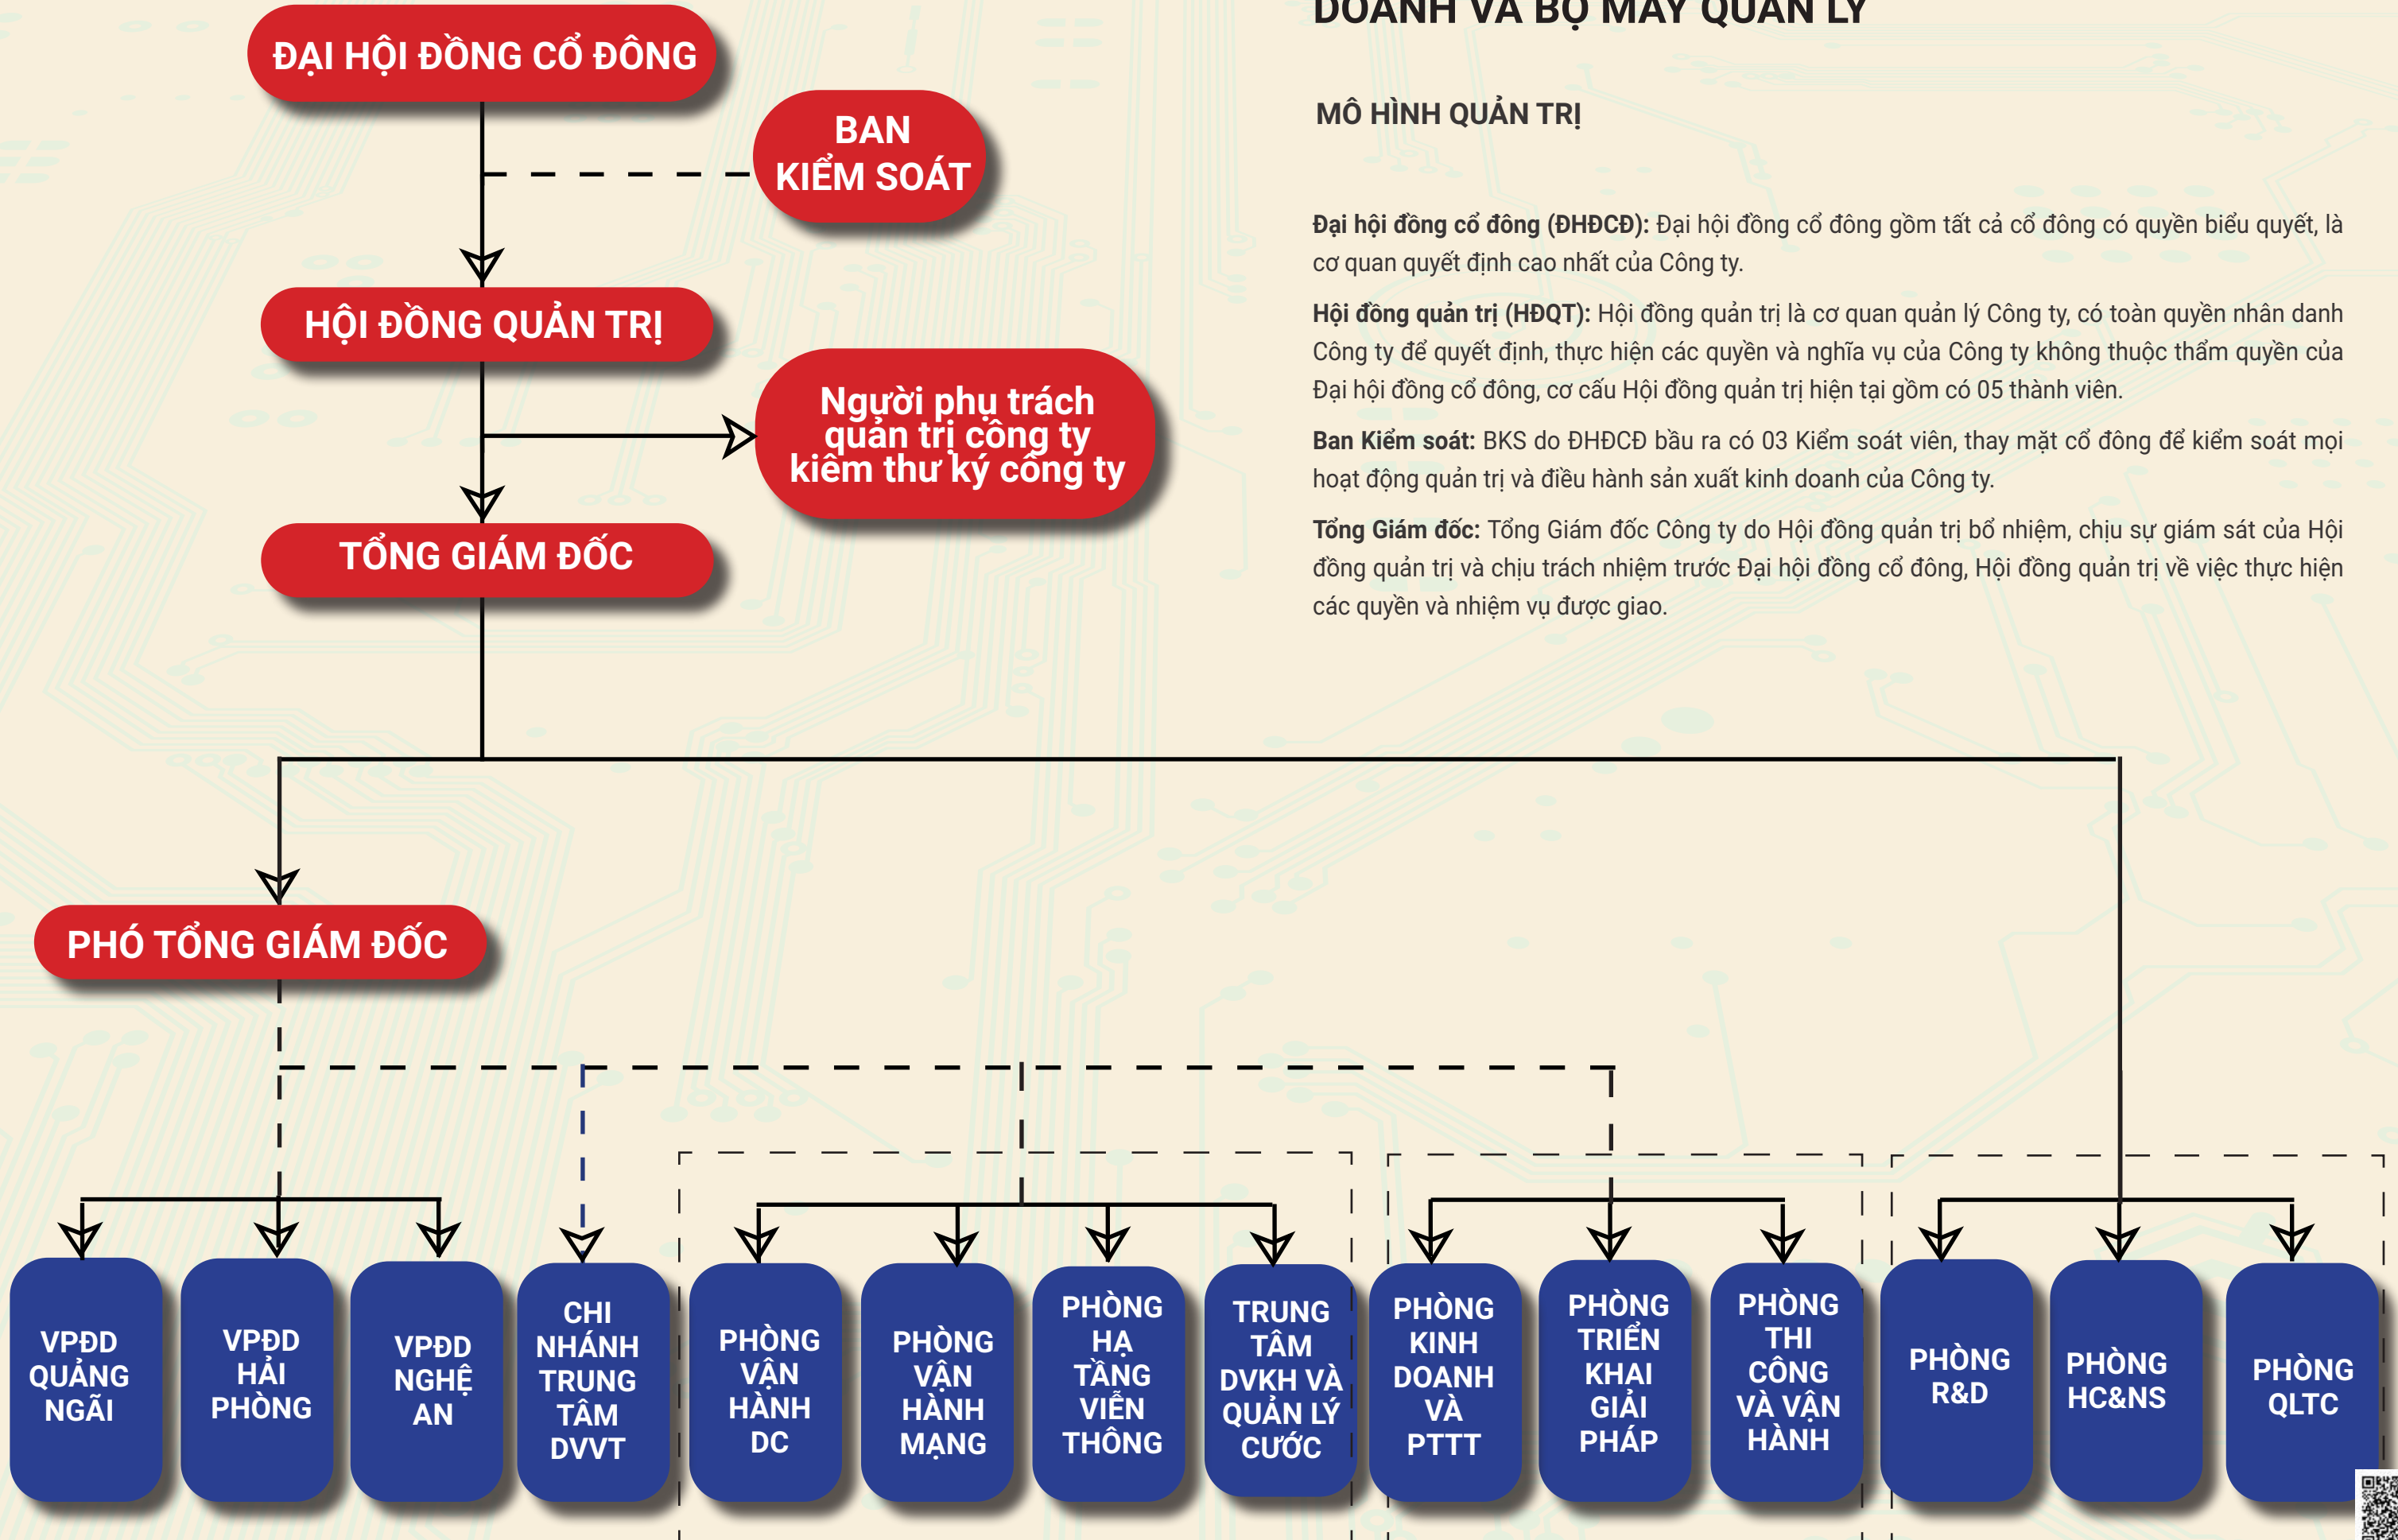 ĐẠI HỘI ĐỒNG CỔ ĐÔNG
BAN
KIỂM SOÁT
HỘI ĐỒNG QUẢN TRỊ
Người phụ trách
quản trị công ty
kiêm thư ký công ty
TỔNG GIÁM ĐỐC
DOANH VÀ BỘ MÁY QUẢN LÝ
MÔ HÌNH QUẢN TRỊ
Đại hội đồng cổ đông (ĐHĐCĐ): Đại hội đồng cổ đông gồm tất cả cổ đông có quyền biểu quyết, là
cơ quan quyết định cao nhất của Công ty.
Hội đồng quản trị (HĐQT): Hội đồng quản trị là cơ quan quản lý Công ty, có toàn quyền nhân danh
Công ty để quyết định, thực hiện các quyền và nghĩa vụ của Công ty không thuộc thẩm quyền của
Đại hội đồng cổ đông, cơ cấu Hội đồng quản trị hiện tại gồm có 05 thành viên.
Ban Kiểm soát: BKS do ĐHĐCĐ bầu ra có 03 Kiểm soát viên, thay mặt cổ đông để kiểm soát mọi
hoạt động quản trị và điều hành sản xuất kinh doanh của Công ty.
Tổng Giám đốc: Tổng Giám đốc Công ty do Hội đồng quản trị bổ nhiệm, chịu sự giám sát của Hội
đồng quản trị và chịu trách nhiệm trước Đại hội đồng cổ đông, Hội đồng quản trị về việc thực hiện
các quyền và nhiệm vụ được giao.
PHÓ TỔNG GIÁM ĐỐC
VPĐD
QUẢNG
NGÃI
VPĐD
HẢI
PHÒNG
VPĐD
NGHỆ
AN
CHI
NHÁNH
TRUNG
TÂM
DVVT
PHÒNG
VẬN
HÀNH
DC
PHÒNG
VẬN
HÀNH
MẠNG
PHÒNG
HẠ
TẦNG
VIỄN
THÔNG
TRUNG
TÂM
DVKH VÀ
QUẢN LÝ
CƯỚC
PHÒNG
KINH
DOANH
VÀ
PTTT
PHÒNG
TRIỂN
KHAI
GIẢI
PHÁP
PHÒNG
THI
CÔNG
VÀ VẬN
HÀNH
PHÒNG
R&D
PHÒNG
HC&NS
PHÒNG
QLTC